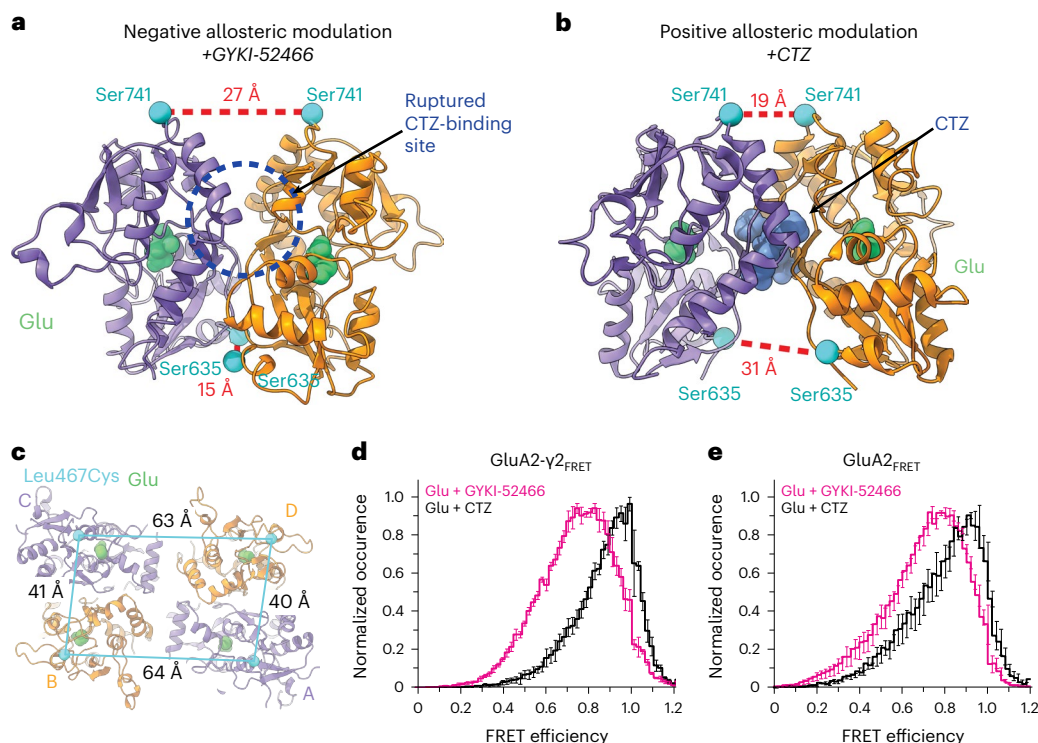 a
Negative allosteric modulation
+GYKI-52466
Ser741
27 Å
Ser741
Ruptured
CTZ-binding
site
Glu
Ser635
Ser635
15 Å
b
Positive allosteric modulation
+CTZ
Ser741
19 Å
Ser741
CTZ
Glu
Ser635
31 Å
Ser635
c
Leu467Cys Glu
C
63 Å
D
41 Å
40 Å
B
64 Å
A
d
GluA2-γ2FRET
Glu + GYKI-52466
Glu + CTZ
Normalized occurence
1.0
0.8
0.6
0.4
0.2
0
0 0.2 0.4 0.6 0.8 1.0 1.2
FRET efficiency
e
GluA2FRET
Glu + GYKI-52466
Glu + CTZ
Normalized occurence
1.0
0.8
0.6
0.4
0.2
0
0 0.2 0.4 0.6 0.8 1.0 1.2
FRET efficiency